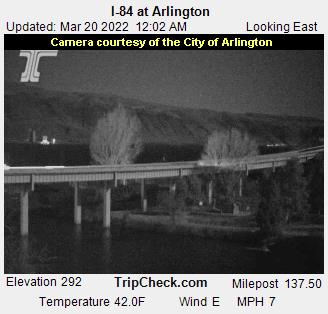 I-84 at Arlington
Updated: Mar 20 2022 12:02 AM Looking East
Camera courtesy of the City of Arlington
Elevation 292 TripCheck.com Milepost 137.50
Temperature 42.0F Wind E MPH 7